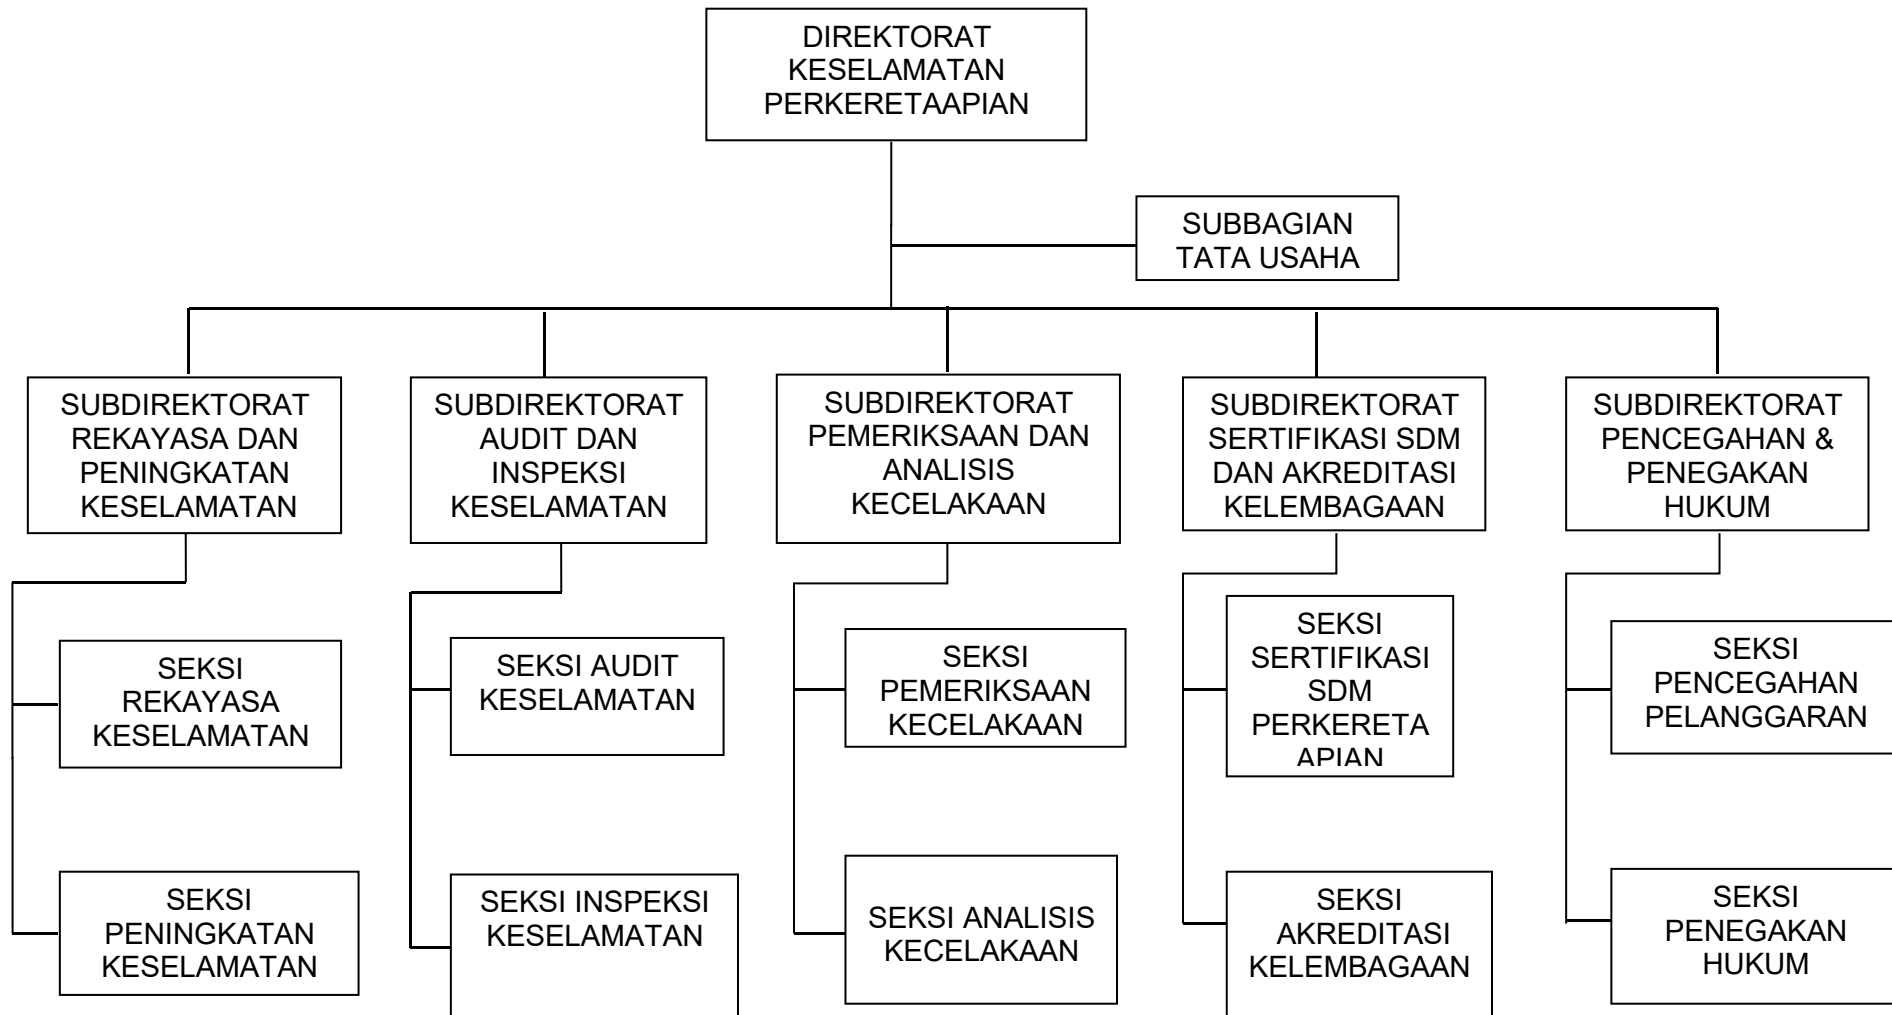 DIREKTORAT
KESELAMATAN
PERKERETAAPIAN
SUBBAGIAN
TATA USAHA
SUBDIREKTORAT
REKAYASA DAN
PENINGKATAN
KESELAMATAN
SUBDIREKTORAT
AUDIT DAN
INSPEKSI
KESELAMATAN
SUBDIREKTORAT
PEMERIKSAAN DAN
ANALISIS
KECELAKAAN
SUBDIREKTORAT
SERTIFIKASI SDM
DAN AKREDITASI
KELEMBAGAAN
SUBDIREKTORAT
PENCEGAHAN &
PENEGAKAN
HUKUM
SEKSI
REKAYASA
KESELAMATAN
SEKSI AUDIT
KESELAMATAN
SEKSI
PEMERIKSAAN
KECELAKAAN
SEKSI
SERTIFIKASI
SDM
PERKERETA
APIAN
SEKSI
PENCEGAHAN
PELANGGARAN
SEKSI
PENINGKATAN
KESELAMATAN
SEKSI INSPEKSI
KESELAMATAN
SEKSI ANALISIS
KECELAKAAN
SEKSI
AKREDITASI
KELEMBAGAAN
SEKSI
PENEGAKAN
HUKUM